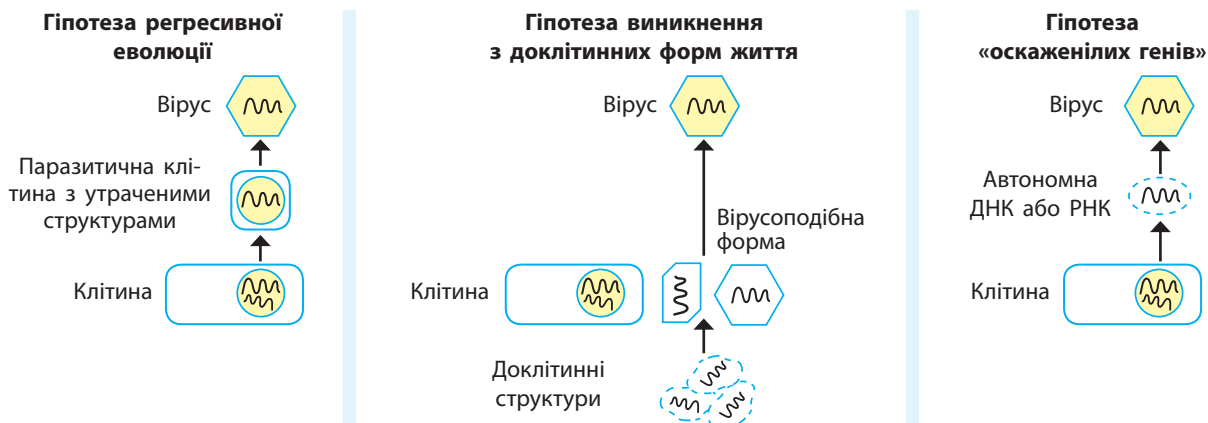 Гіпотеза регресивної
еволюції
Вірус
Паразитична клі-
тина з утраченими
структурами
Клітина
Гіпотеза виникнення
з доклітинних форм життя
Вірус
Вірусоподібна
форма
Клітина
Доклітинні
структури
Гіпотеза
«оскаженілих генів»
Вірус
Автономна
ДНК або РНК
Клітина